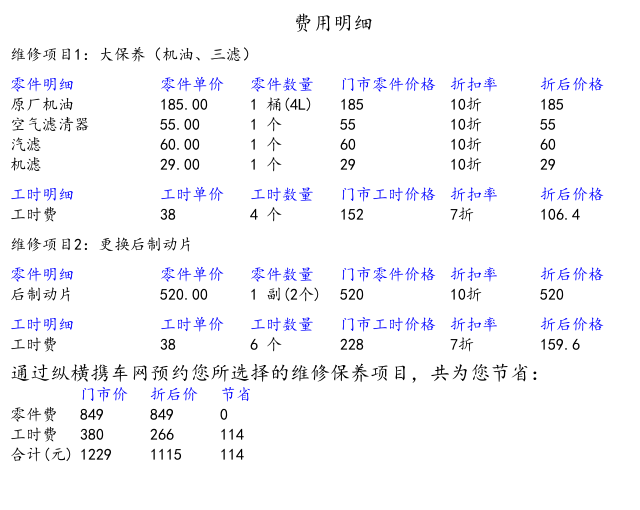 费用明细
维修项目1：大保养（机油、三滤）
零件明细 零件单价 零件数量 门市零件价格 折扣率 折后价格
原厂机油 185.00 1 桶(4L) 185 10折 185
空气滤清器 55.00 1 个 55 10折 55
汽滤 60.00 1 个 60 10折 60
机滤 29.00 1 个 29 10折 29
工时明细 工时单价 工时数量 门市工时价格 折扣率 折后价格
工时费 38 4 个 152 7折 106.4
维修项目2：更换后制动片
零件明细 零件单价 零件数量 门市零件价格 折扣率 折后价格
后制动片 520.00 1 副(2个) 520 10折 520
工时明细 工时单价 工时数量 门市工时价格 折扣率 折后价格
工时费 38 6 个 228 7折 159.6
通过纵横携车网预约您所选择的维修保养项目，共为您节省：
门市价 折后价 节省
零件费 849 849 0
工时费 380 266 114
合计(元) 1229 1115 114